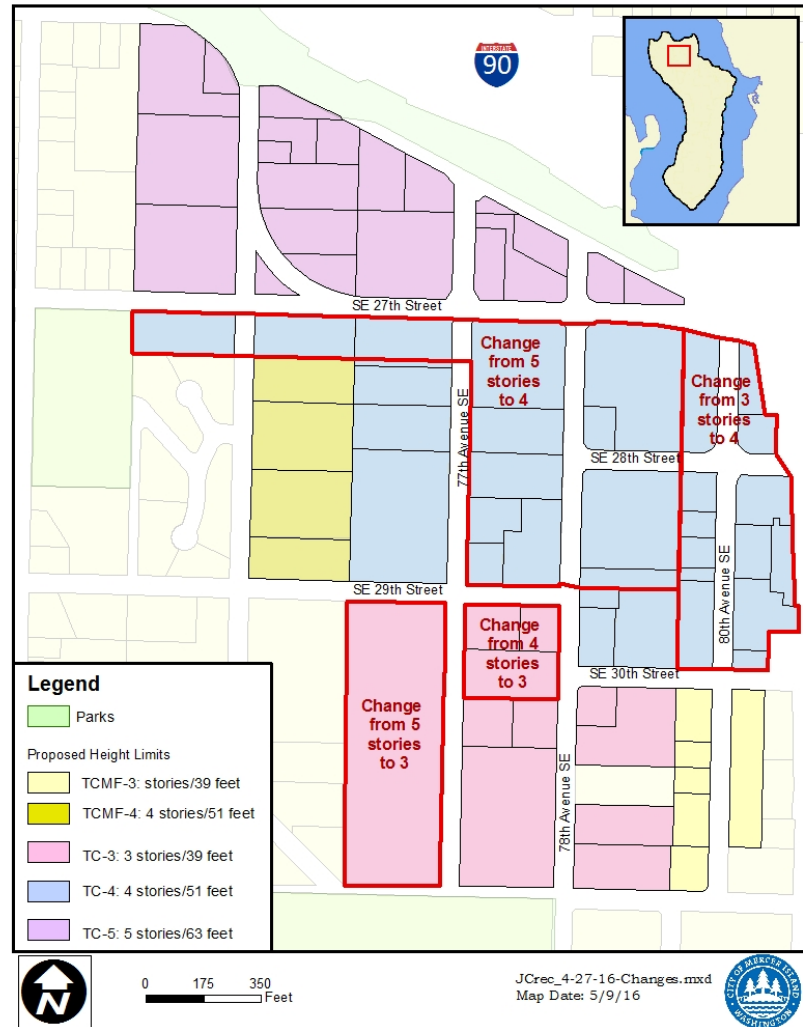 INTERSTATE
90
SE 27th Street
Change
from 5
stories
to 4
Change
from 3
stories
to 4
77th Avenue SE
SE 28th Street
SE 29th Street
80th Avenue SE
Change
from 4
stories
to 3
SE 30th Street
Change
from 5
stories
to 3
78th Avenue SE
Legend
Parks
Proposed Height Limits
TCMF-3: stories/39 feet
TCMF-4: 4 stories/51 feet
TC-3: 3 stories/39 feet
TC-4: 4 stories/51 feet
TC-5: 5 stories/63 feet
N
0 175 350
Feet
JCrec_4-27-16-Changes.mxd
Map Date: 5/9/16
CITY OF MERCER ISLAND
WASHINGTON